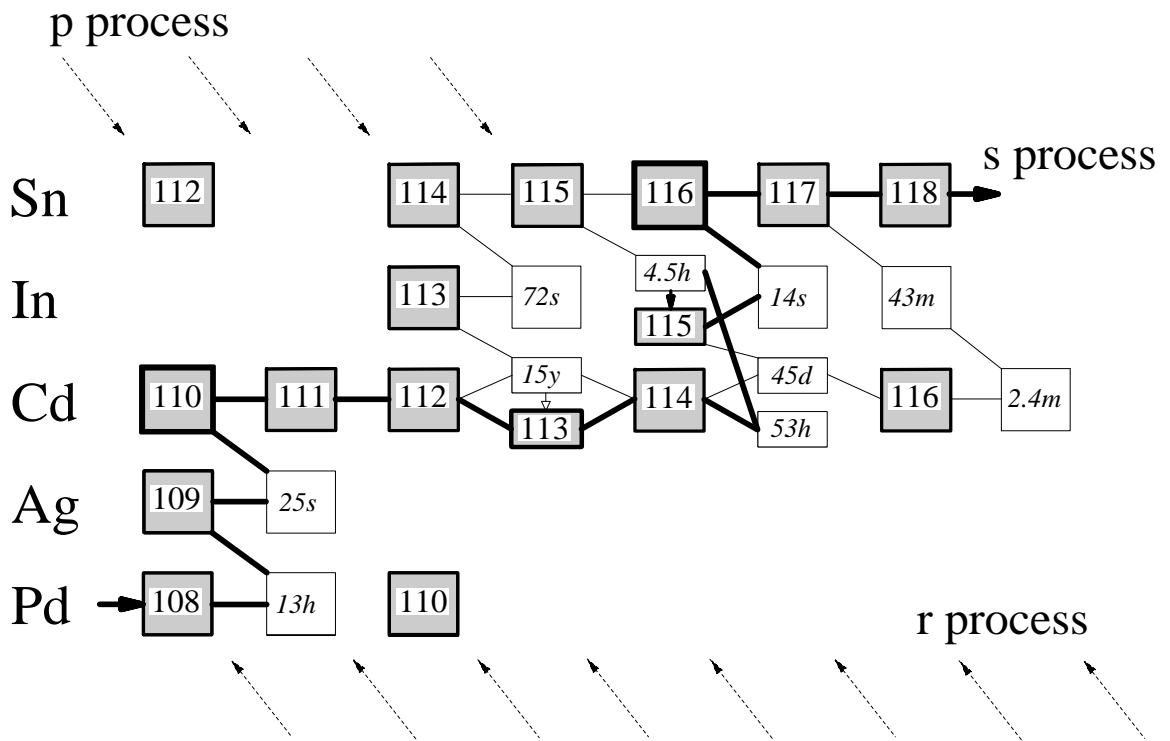 p process
s process
Sn 112 114 115 116 117 118
In 113 72s 4.5h 14s 43m
115
Cd 110 111 112 15y 114 45d 116 2.4m
113 53h
Ag 109 25s
Pd 108 13h 110
r process